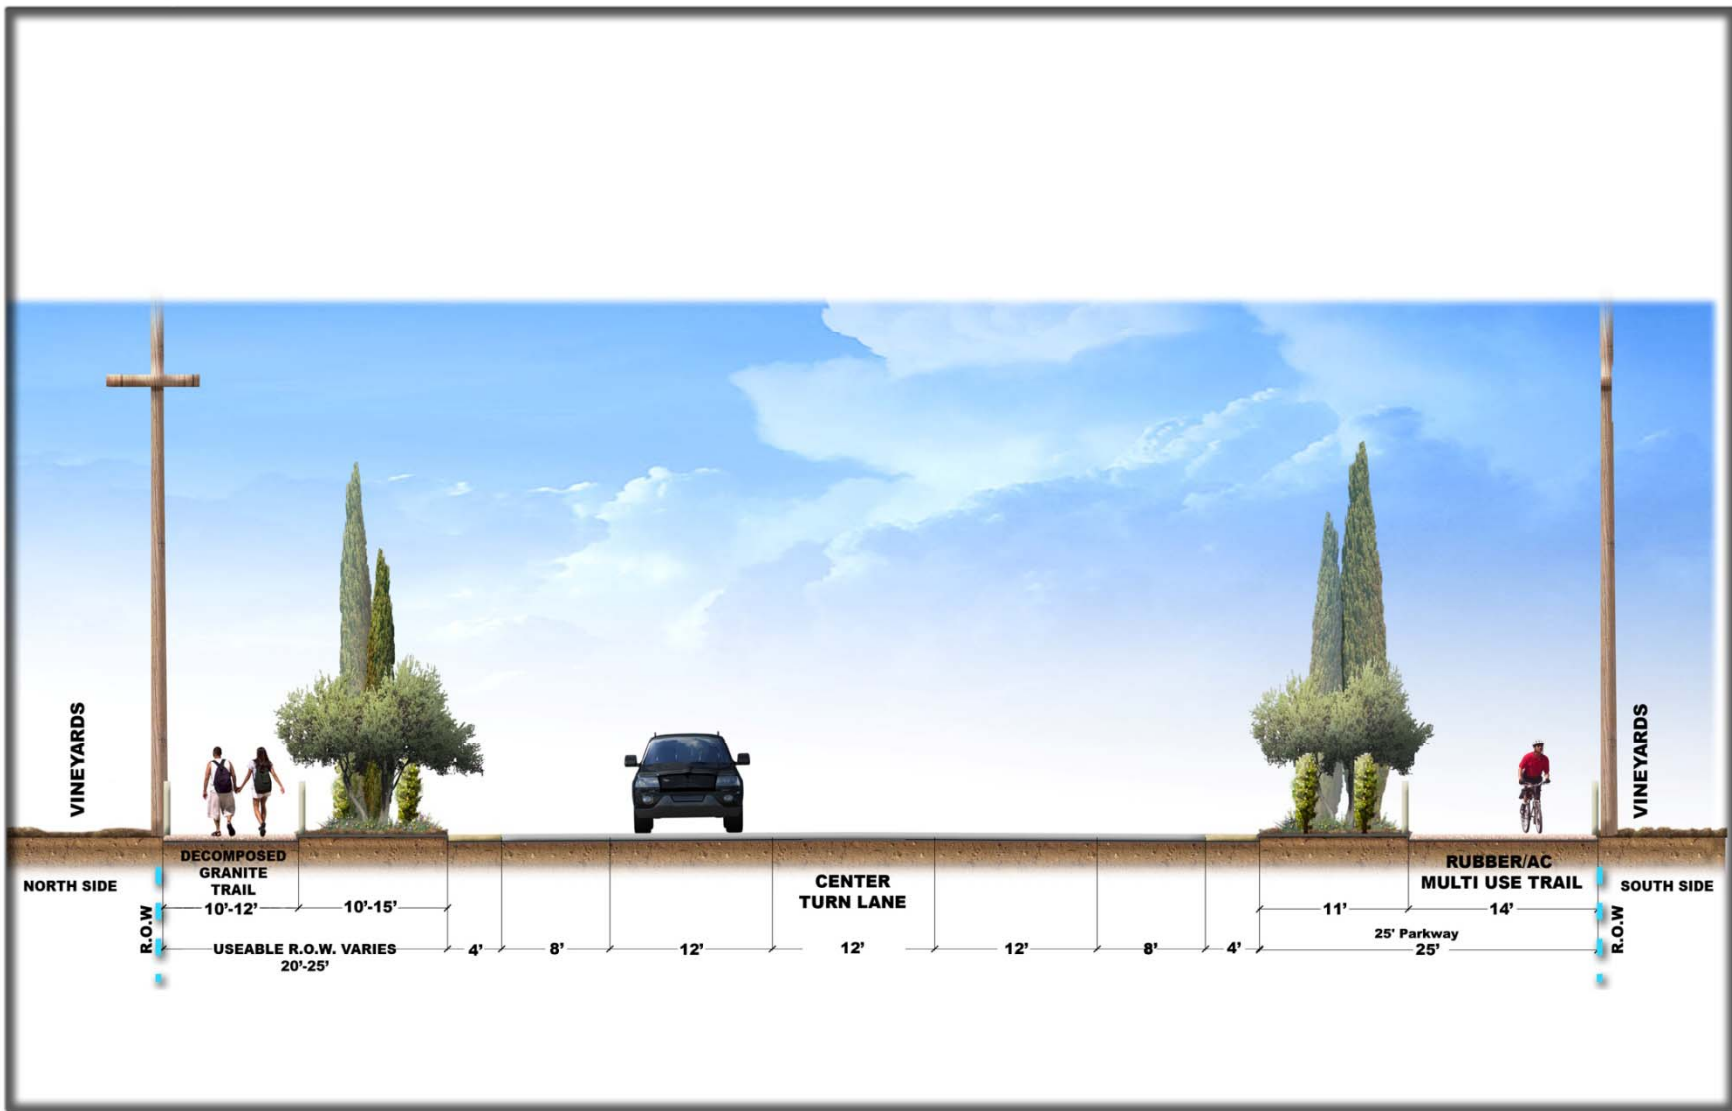 VINEYARDS
VINEYARDS
DECOMPOSED
GRANITE
TRAIL
NORTH SIDE
CENTER
TURN LANE
RUBBER/AC
MULTI USE TRAIL
SOUTH SIDE
R.O.W
10'-12'
10'-15'
11'
14'
R.O.W
25' Parkway
USEABLE R.O.W. VARIES
20'-25'
4'
8'
12'
12'
12'
8'
4'
25'